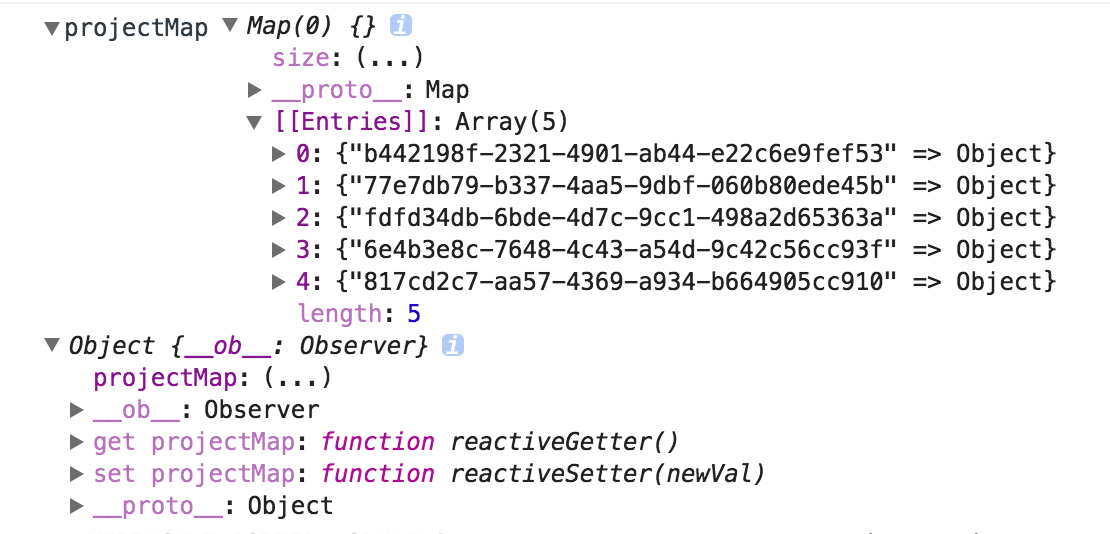 ▼projectMap ▼ Map(0) {} i
size: (...)
▶ __proto__: Map
▼ [[Entries]]: Array(5)
▶ 0: {"b442198f-2321-4901-ab44-e22c6e9fef53" => Object}
▶ 1: {"77e7db79-b337-4aa5-9dbf-060b80ede45b" => Object}
▶ 2: {"fdfd34db-6bde-4d7c-9cc1-498a2d65363a" => Object}
▶ 3: {"6e4b3e8c-7648-4c43-a54d-9c42c56cc93f" => Object}
▶ 4: {"817cd2c7-aa57-4369-a934-b664905cc910" => Object}
length: 5
▼ Object {__ob__: Observer} i
projectMap: (...)
▶ __ob__: Observer
▶ get projectMap: function reactiveGetter()
▶ set projectMap: function reactiveSetter(newVal)
▶ __proto__: Object